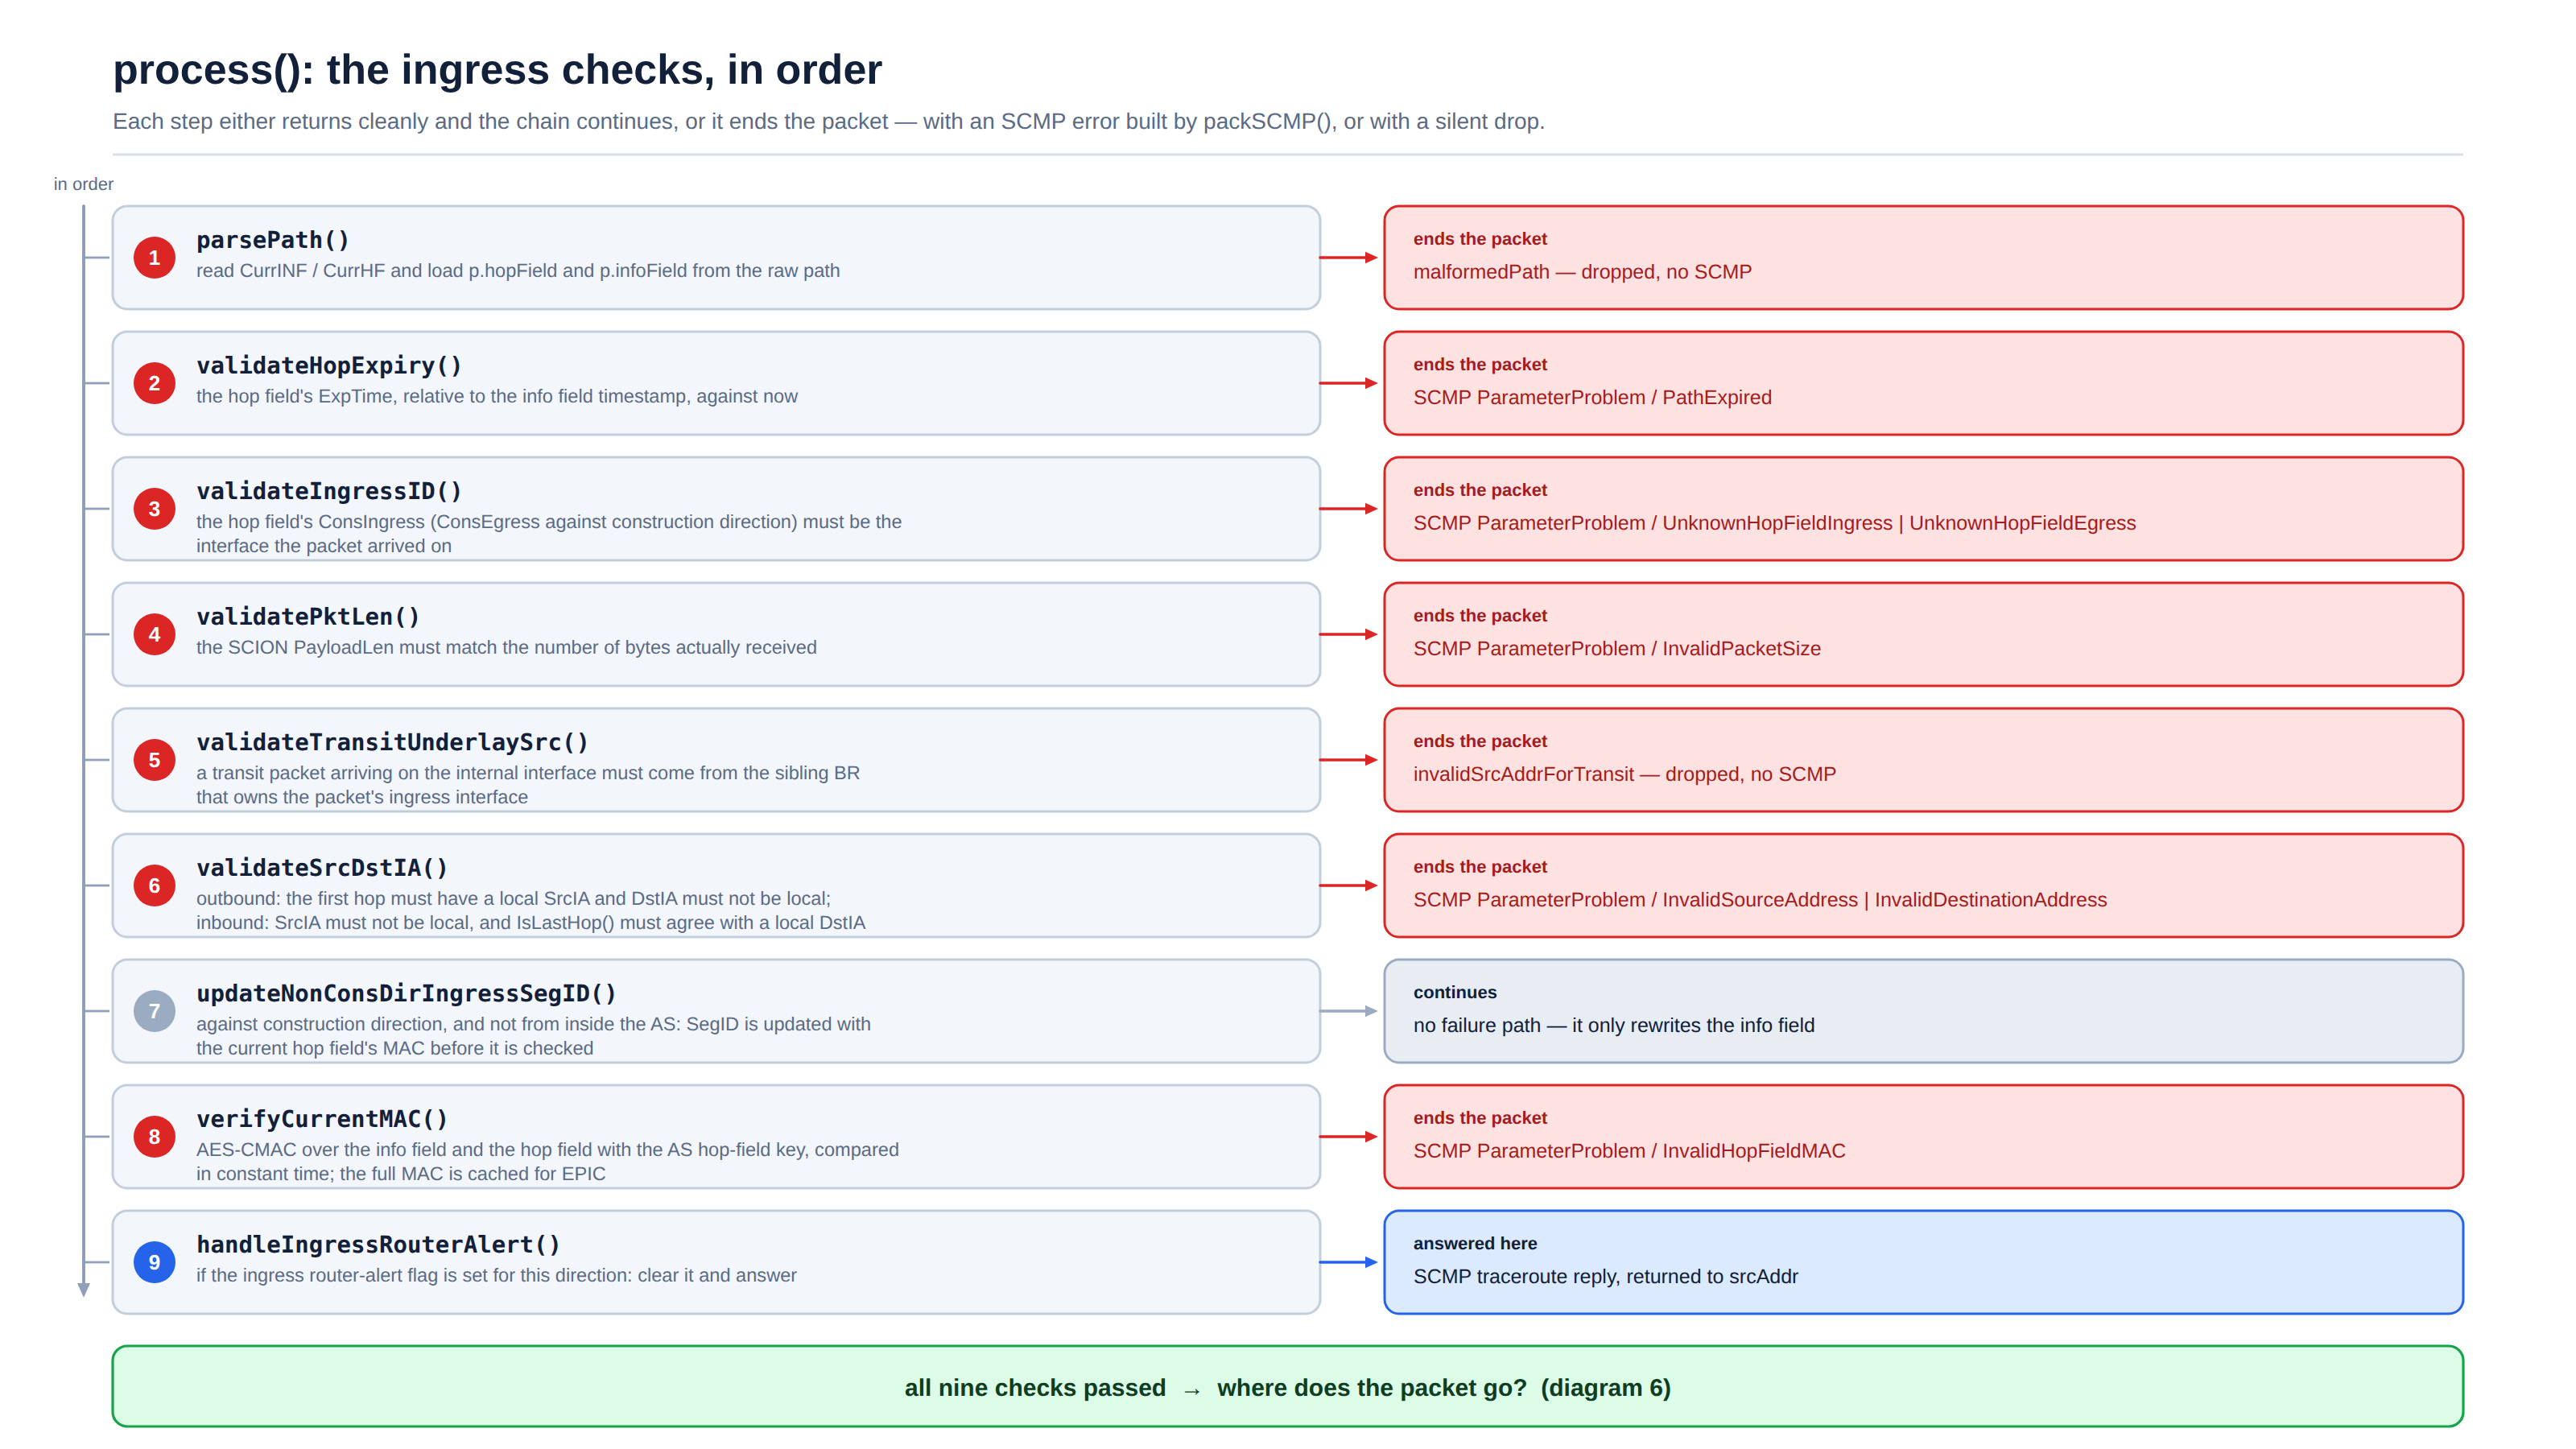 process(): the ingress checks, in order
Each step either returns cleanly and the chain continues, or it ends the packet — with an SCMP error built by packSCMP(), or with a silent drop.
in order
1
parsePath()
read CurrINF / CurrHF and load p.hopField and p.infoField from the raw path
ends the packet
malformedPath — dropped, no SCMP
2
validateHopExpiry()
the hop field's ExpTime, relative to the info field timestamp, against now
ends the packet
SCMP ParameterProblem / PathExpired
3
validateIngressID()
the hop field's ConsIngress (ConsEgress against construction direction) must be the
interface the packet arrived on
ends the packet
SCMP ParameterProblem / UnknownHopFieldIngress | UnknownHopFieldEgress
4
validatePktLen()
the SCION PayloadLen must match the number of bytes actually received
ends the packet
SCMP ParameterProblem / InvalidPacketSize
5
validateTransitUnderlaySrc()
a transit packet arriving on the internal interface must come from the sibling BR
that owns the packet's ingress interface
ends the packet
invalidSrcAddrForTransit — dropped, no SCMP
6
validateSrcDstIA()
outbound: the first hop must have a local SrcIA and DstIA must not be local;
inbound: SrcIA must not be local, and IsLastHop() must agree with a local DstIA
ends the packet
SCMP ParameterProblem / InvalidSourceAddress | InvalidDestinationAddress
7
updateNonConsDirIngressSegID()
against construction direction, and not from inside the AS: SegID is updated with
the current hop field's MAC before it is checked
continues
no failure path — it only rewrites the info field
8
verifyCurrentMAC()
AES-CMAC over the info field and the hop field with the AS hop-field key, compared
in constant time; the full MAC is cached for EPIC
ends the packet
SCMP ParameterProblem / InvalidHopFieldMAC
9
handleIngressRouterAlert()
if the ingress router-alert flag is set for this direction: clear it and answer
answered here
SCMP traceroute reply, returned to srcAddr
all nine checks passed → where does the packet go? (diagram 6)